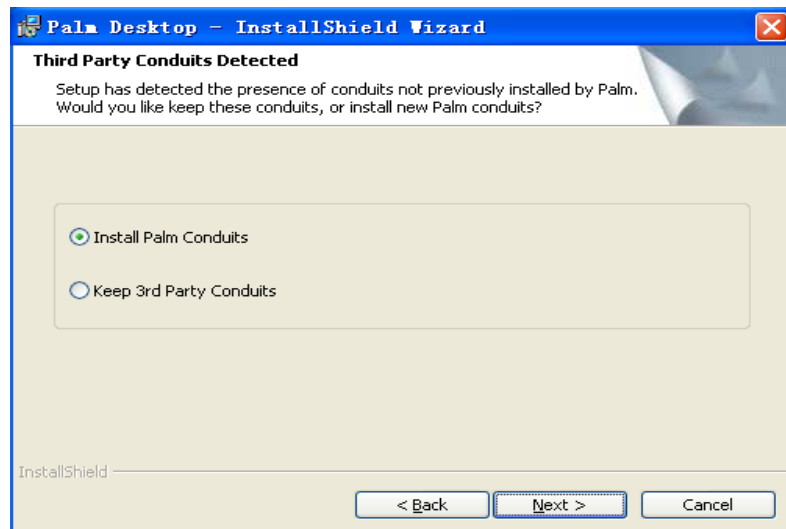 Palm Desktop - InstallShield Wizard
Third Party Conduits Detected
Setup has detected the presence of conduits not previously installed by Palm.
Would you like keep these conduits, or install new Palm conduits?
Install Palm Conduits
Keep 3rd Party Conduits
InstallShield
< Back
Next >
Cancel